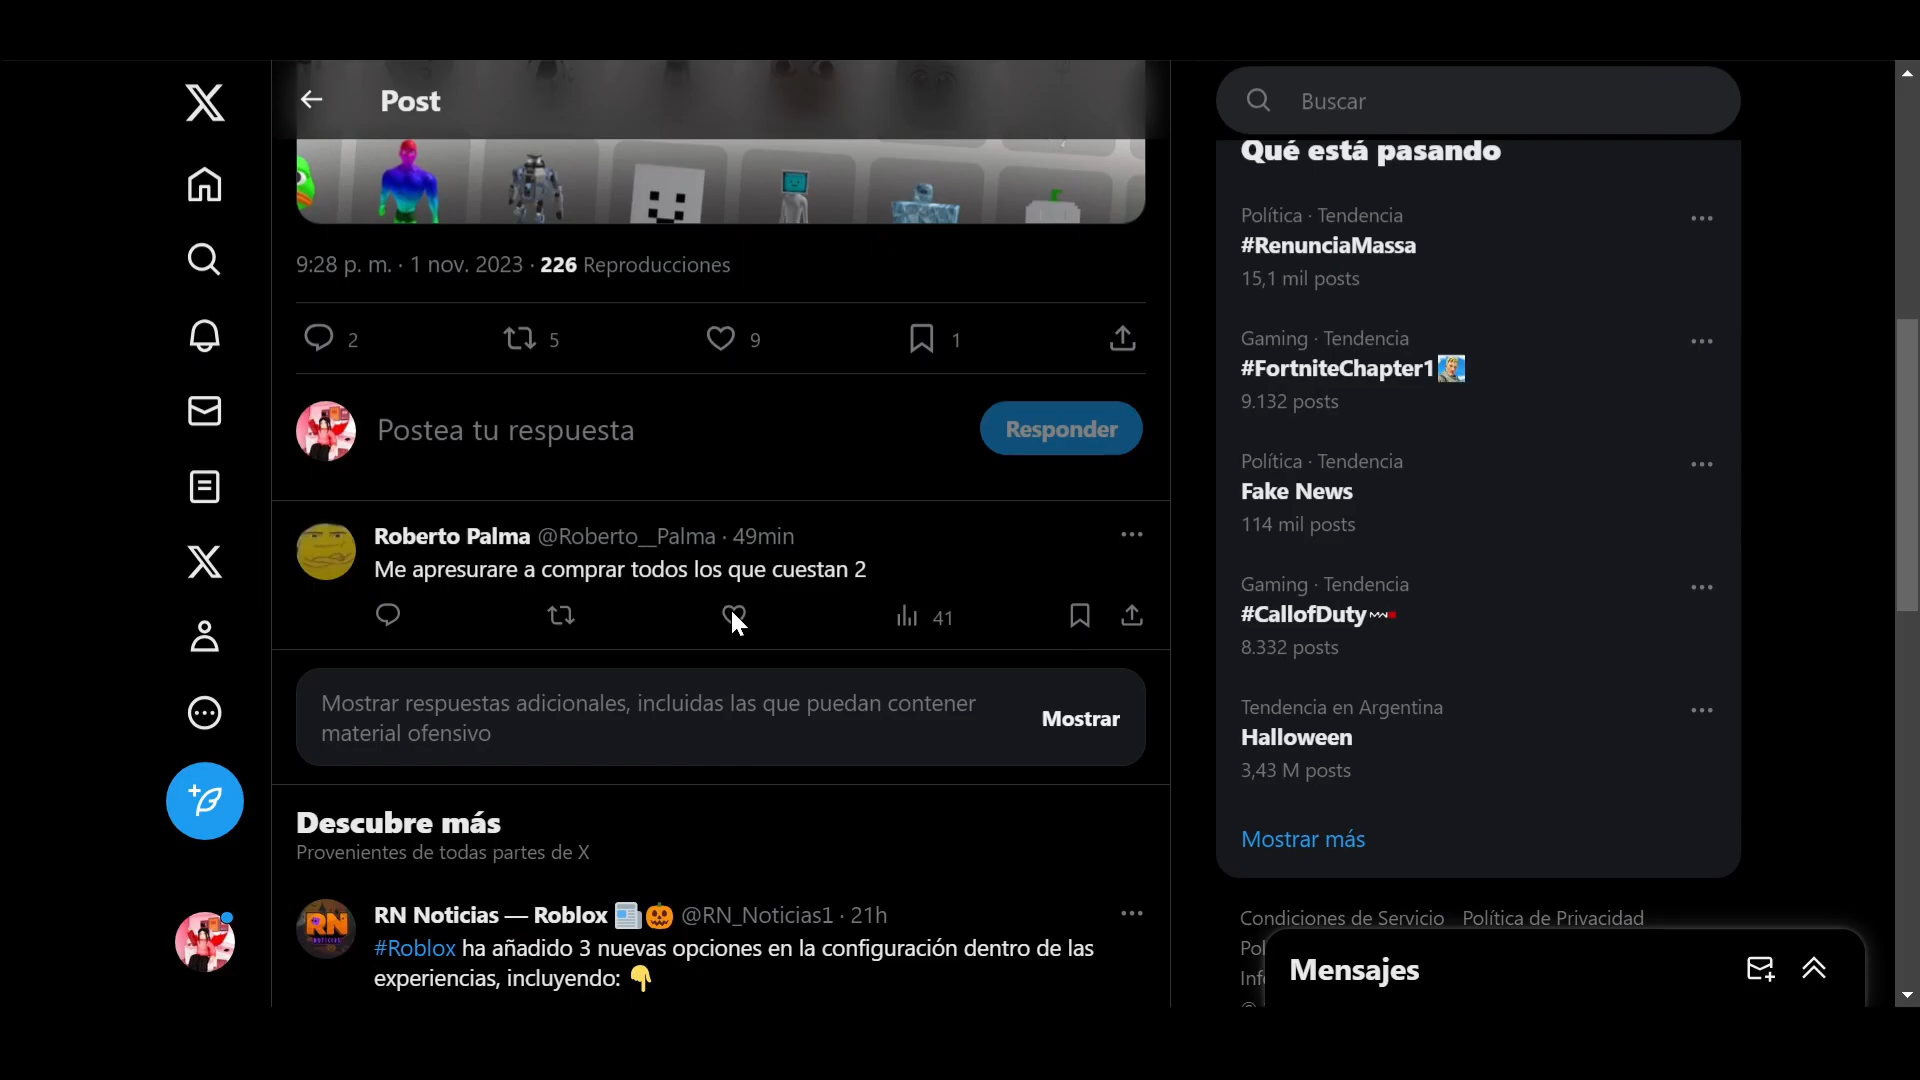 Post
9:28 p. m. · 1 nov. 2023 · 226 Reproducciones
2
5
9
1
Postea tu respuesta
Responder
Roberto Palma @Roberto__Palma · 49min
Me apresurare a comprar todos los que cuestan 2
41
Mostrar respuestas adicionales, incluidas las que puedan contener
material ofensivo
Mostrar
Descubre más
Provenientes de todas partes de X
RN
NOTICIAS
RN Noticias — Roblox 📰🎃 @RN_Noticias1 · 21h
#Roblox ha añadido 3 nuevas opciones en la configuración dentro de las
experiencias, incluyendo: 👇
Buscar
Qué está pasando
Política · Tendencia
#RenunciaMassa
15,1 mil posts
Gaming · Tendencia
#FortniteChapter1
9.132 posts
Política · Tendencia
Fake News
114 mil posts
Gaming · Tendencia
#CallofDuty
8.332 posts
Tendencia en Argentina
Halloween
3,43 M posts
Mostrar más
Condiciones de Servicio Política de Privacidad
Mensajes